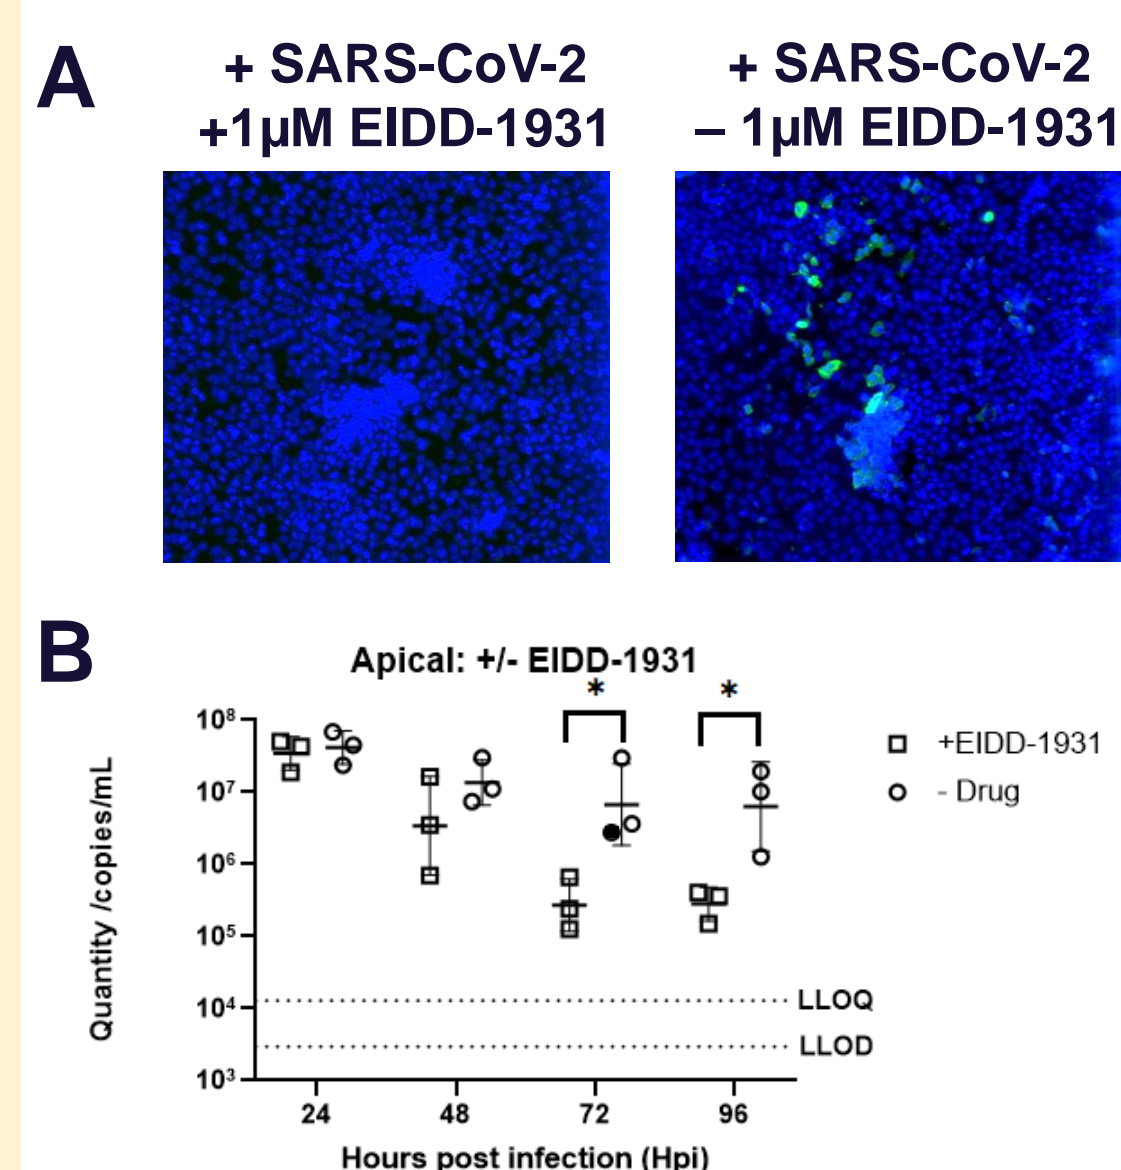 A
+ SARS-CoV-2
+1µM EIDD-1931
+ SARS-CoV-2
– 1µM EIDD-1931
B
Apical: +/- EIDD-1931
* *
Quantity /copies/mL
10⁸
10⁷
10⁶
10⁵
10⁴
10³
+EIDD-1931
- Drug
LLOQ
LLOD
24 48 72 96
Hours post infection (Hpi)